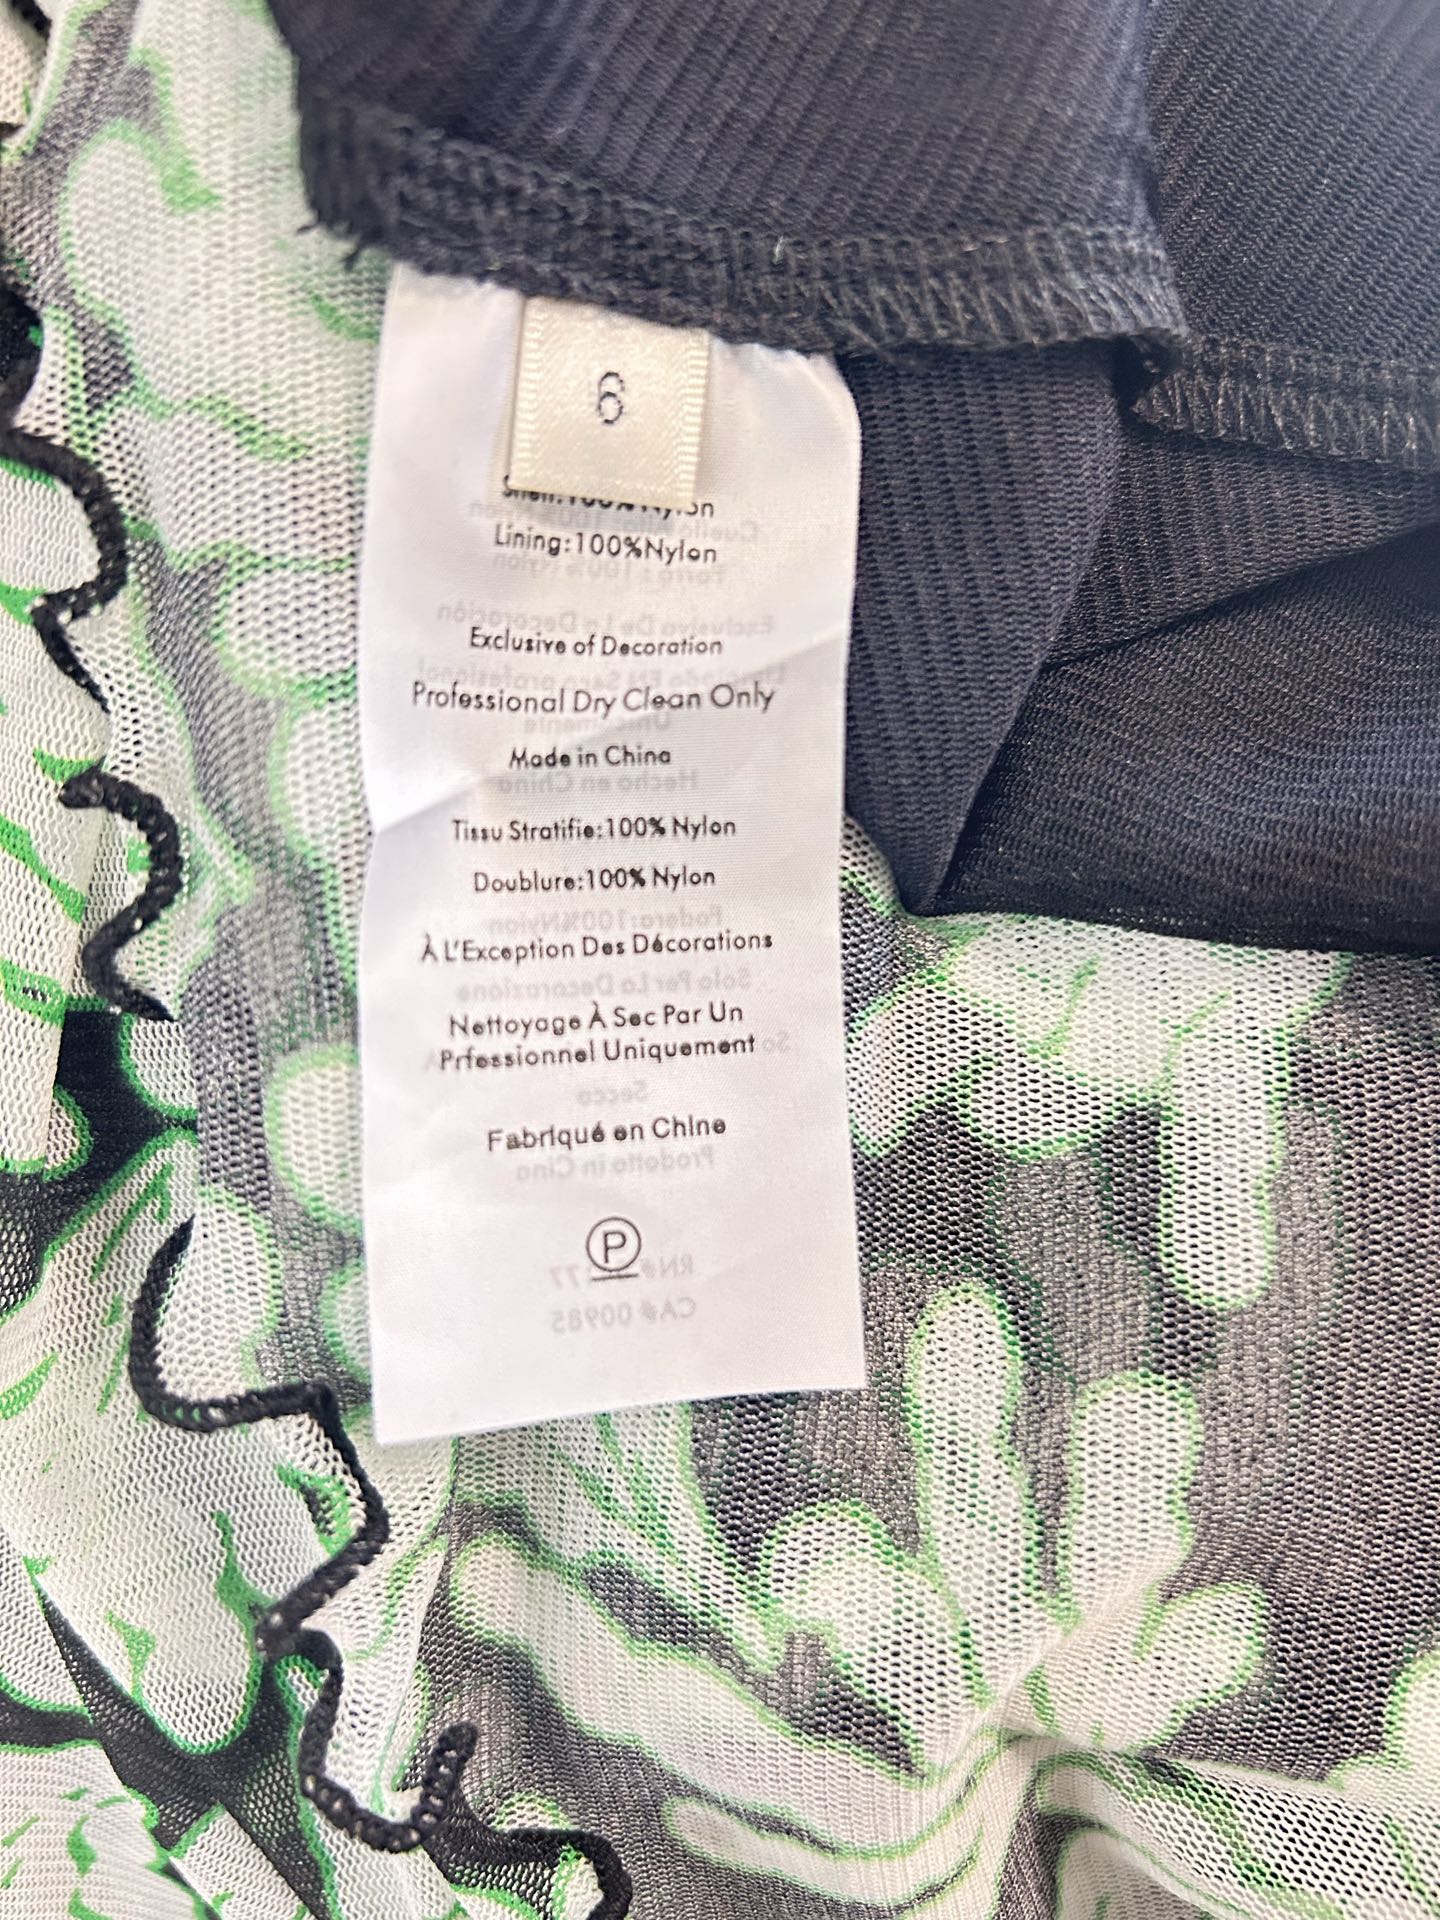 6
Shell:100%Nylon
Lining:100%Nylon
Exclusive of Decoration
Professional Dry Clean Only
Made in China
Tissu Stratifie:100% Nylon
Doublure:100% Nylon
À L'Exception Des Décorations
Nettoyage À Sec Par Un
Prfessionnel Uniquement
Fabriqué en Chine
P